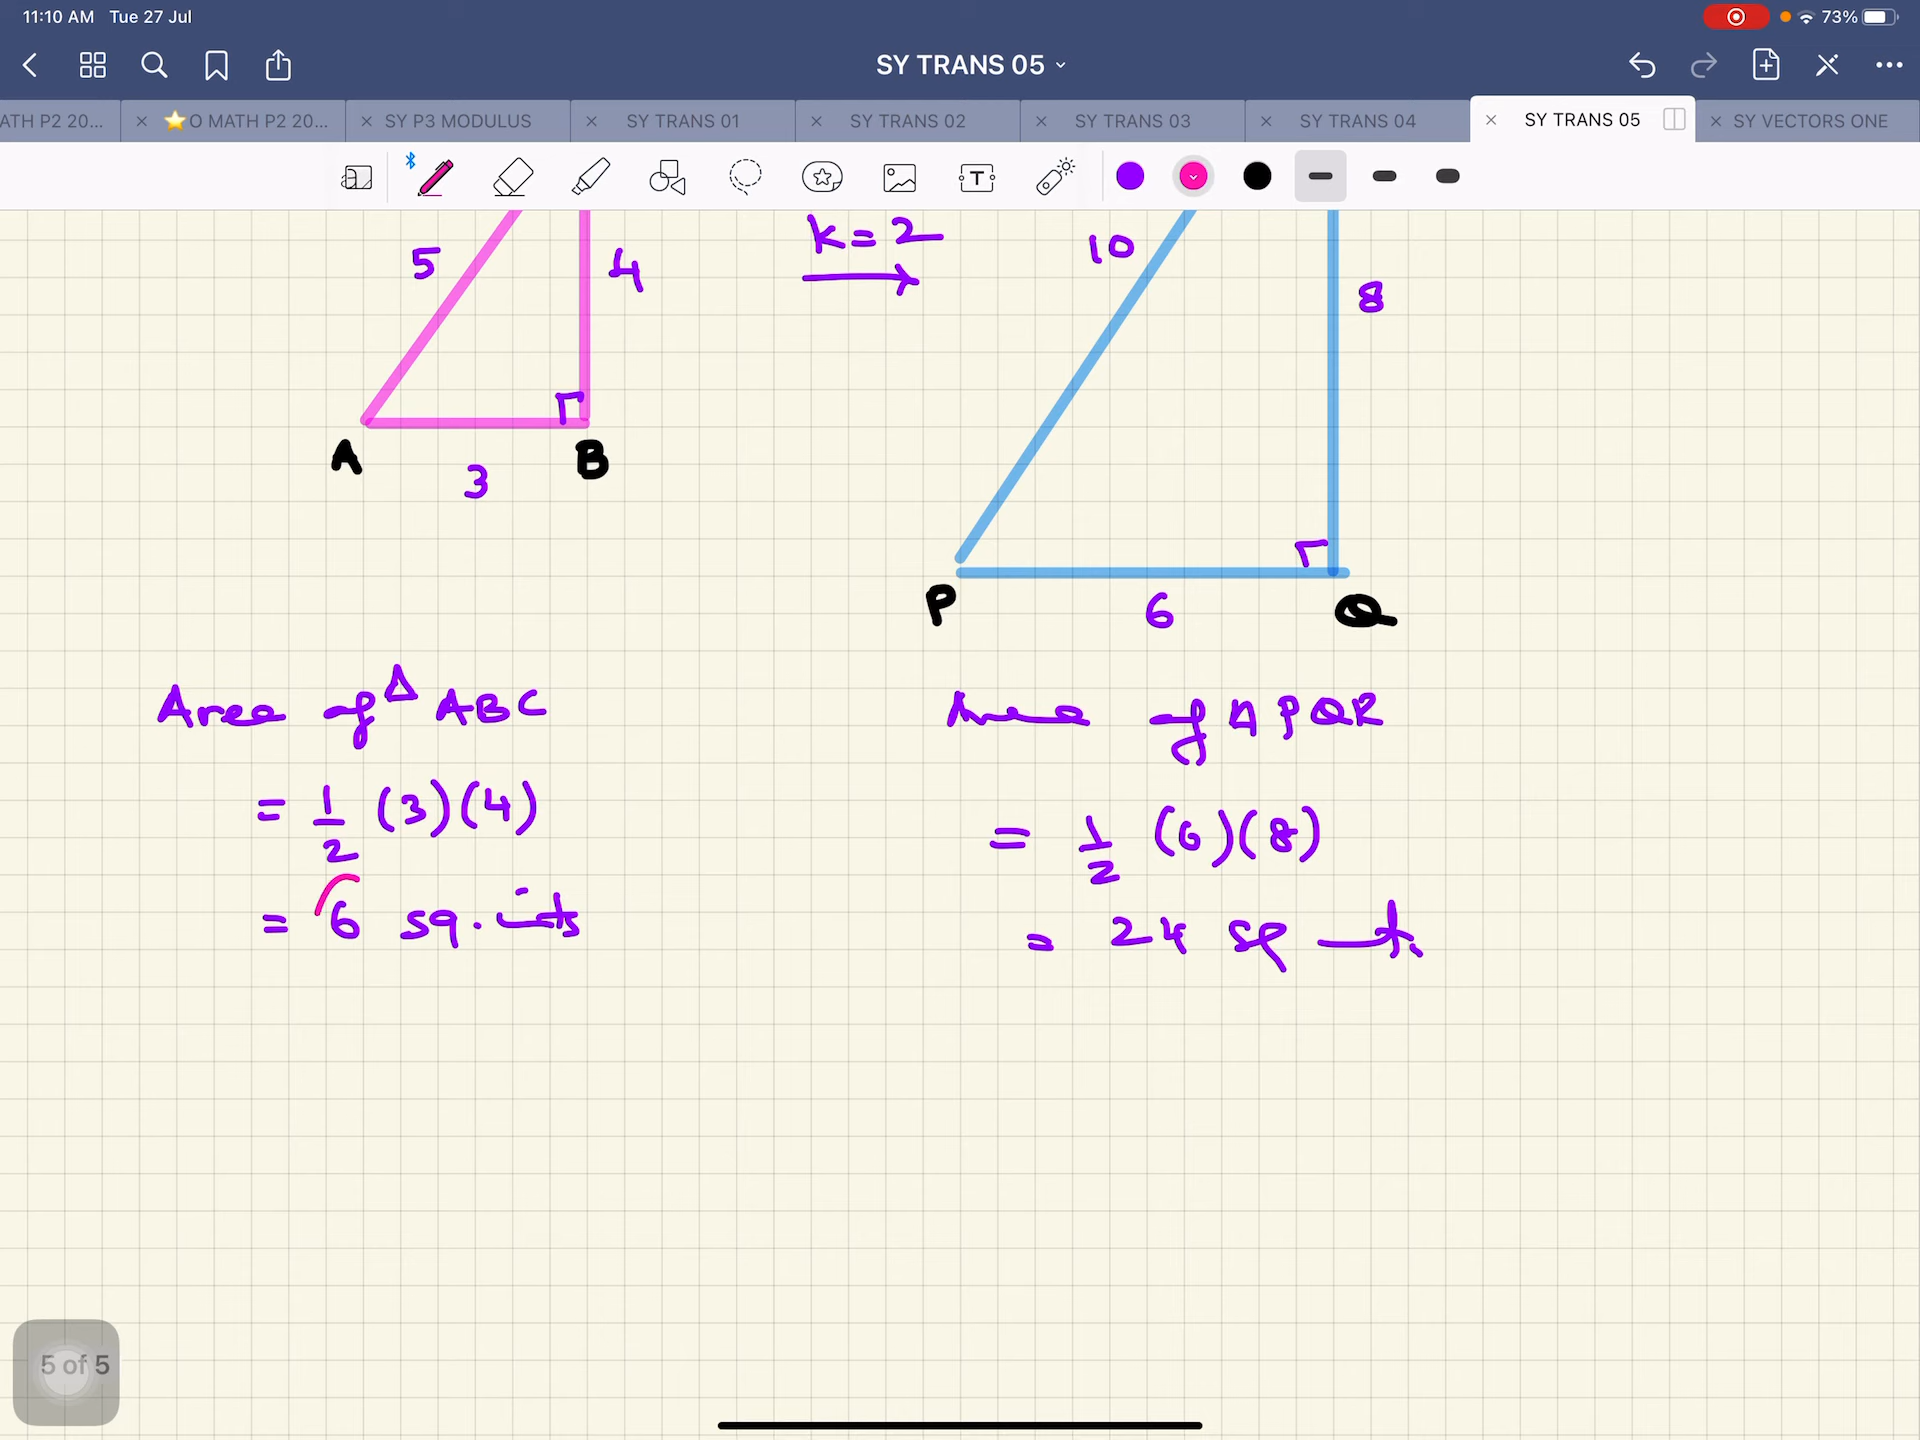 11:10 AM Tue 27 Jul
73%
SY TRANS 05
ATH P2 20...
O MATH P2 20...
SY P3 MODULUS
SY TRANS 01
SY TRANS 02
SY TRANS 03
SY TRANS 04
SY TRANS 05
SY VECTORS ONE
T
5
4
k = 2
10
8
A
B
3
P
6
Q
Area of Δ ABC
= 1/2 (3)(4)
= 6 sq. units
Area of Δ PQR
= 1/2 (6)(8)
= 24 sq units
5 of 5